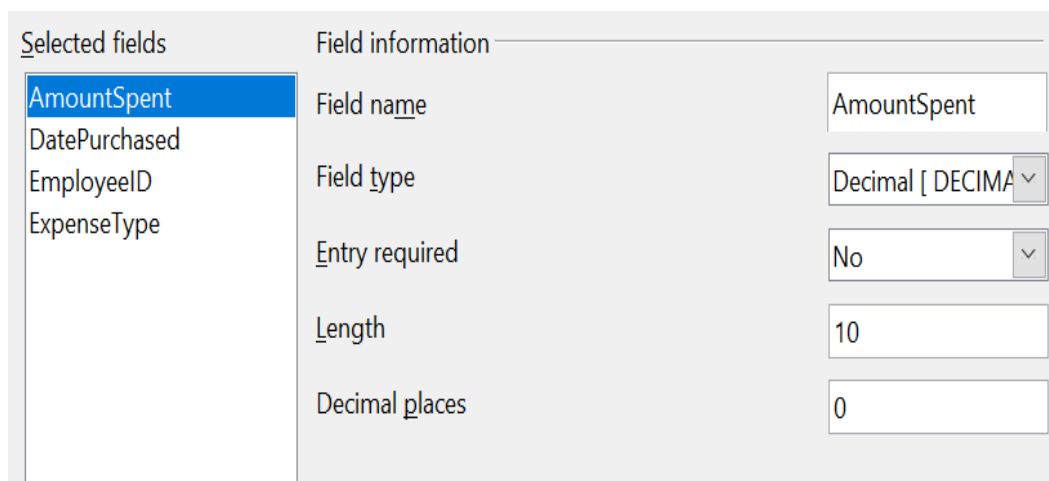 Selected fields
AmountSpent
DatePurchased
EmployeeID
ExpenseType
Field information
Field name AmountSpent
Field type Decimal [ DECIMA
Entry required No
Length 10
Decimal places 0